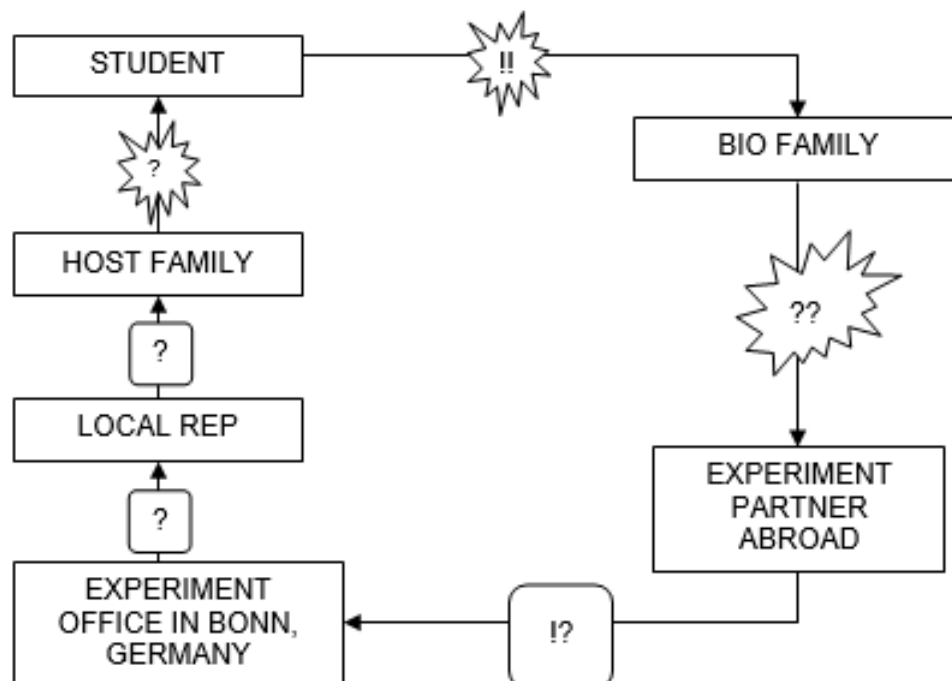 STUDENT
!!
BIO FAMILY
?
HOST FAMILY
??
?
LOCAL REP
EXPERIMENT
PARTNER
ABROAD
?
EXPERIMENT
OFFICE IN BONN,
GERMANY
!?